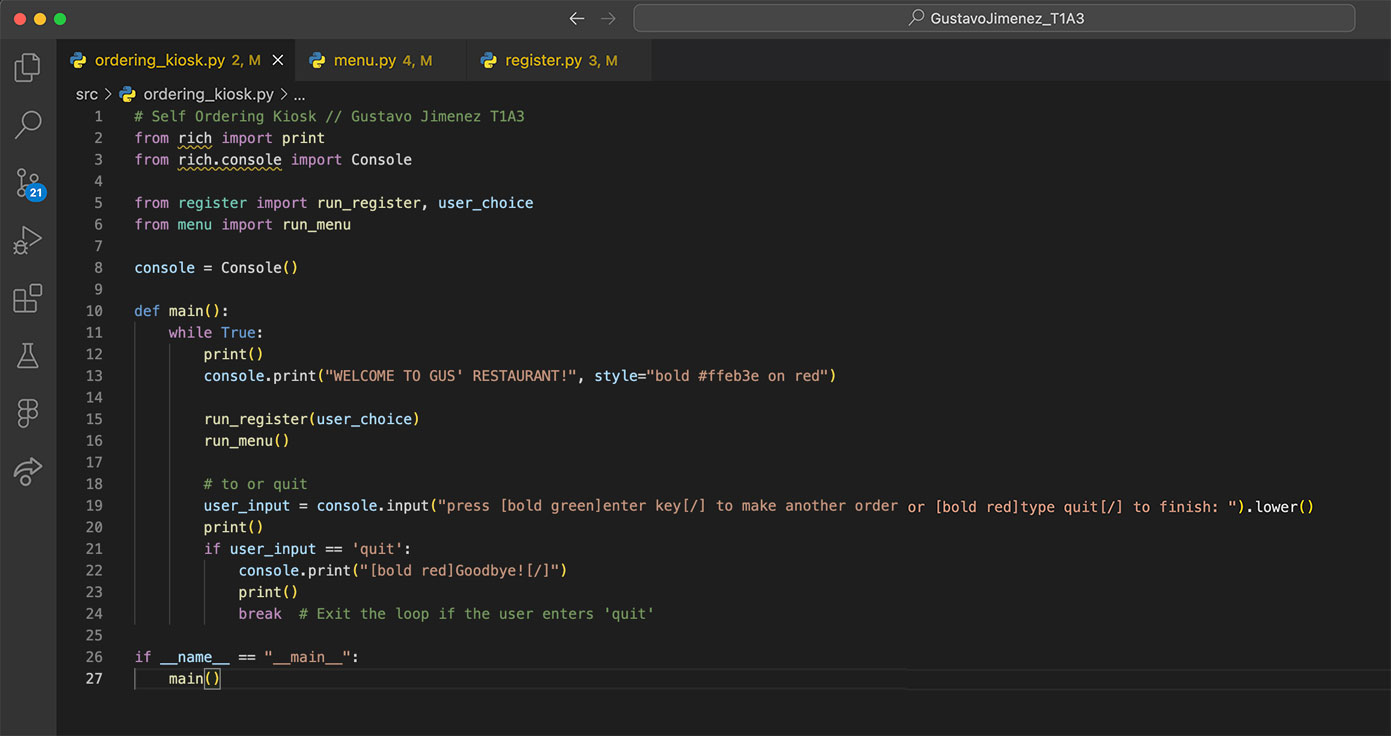 GustavoJimenez_T1A3
ordering_kiosk.py 2, M
menu.py 4, M
register.py 3, M
src > ordering_kiosk.py > ...
21
1 # Self Ordering Kiosk // Gustavo Jimenez T1A3
2 from rich import print
3 from rich.console import Console
4
5 from register import run_register, user_choice
6 from menu import run_menu
7
8 console = Console()
9
10 def main():
11     while True:
12         print()
13         console.print("WELCOME TO GUS' RESTAURANT!", style="bold #ffeb3e on red")
14
15         run_register(user_choice)
16         run_menu()
17
18         # to or quit
19         user_input = console.input("press [bold green]enter key[/] to make another order or [bold red]type quit[/] to finish: ").lower()
20         print()
21         if user_input == 'quit':
22             console.print("[bold red]Goodbye![/]")
23             print()
24             break  # Exit the loop if the user enters 'quit'
25
26 if __name__ == "__main__":
27     main()